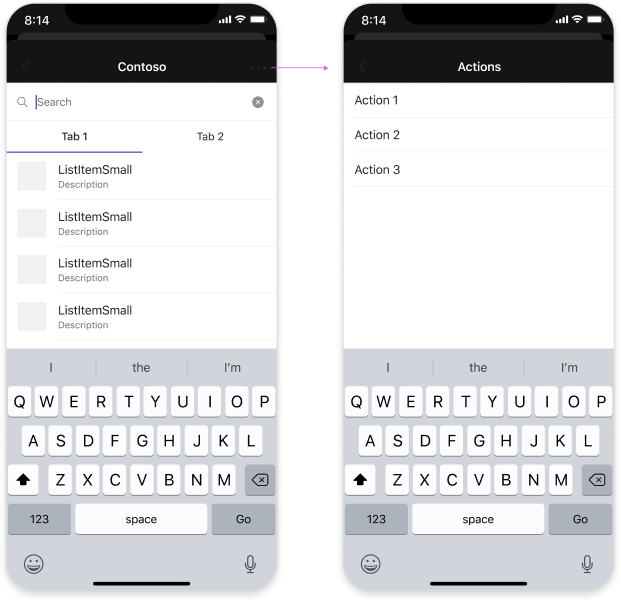 8:14
Contoso
Search
Tab 1 Tab 2
ListItemSmall
Description
ListItemSmall
Description
ListItemSmall
Description
ListItemSmall
Description
I the I'm
Q W E R T Y U I O P
A S D F G H J K L
Z X C V B N M
123 space Go
8:14
Actions
Action 1
Action 2
Action 3
I the I'm
Q W E R T Y U I O P
A S D F G H J K L
Z X C V B N M
123 space Go